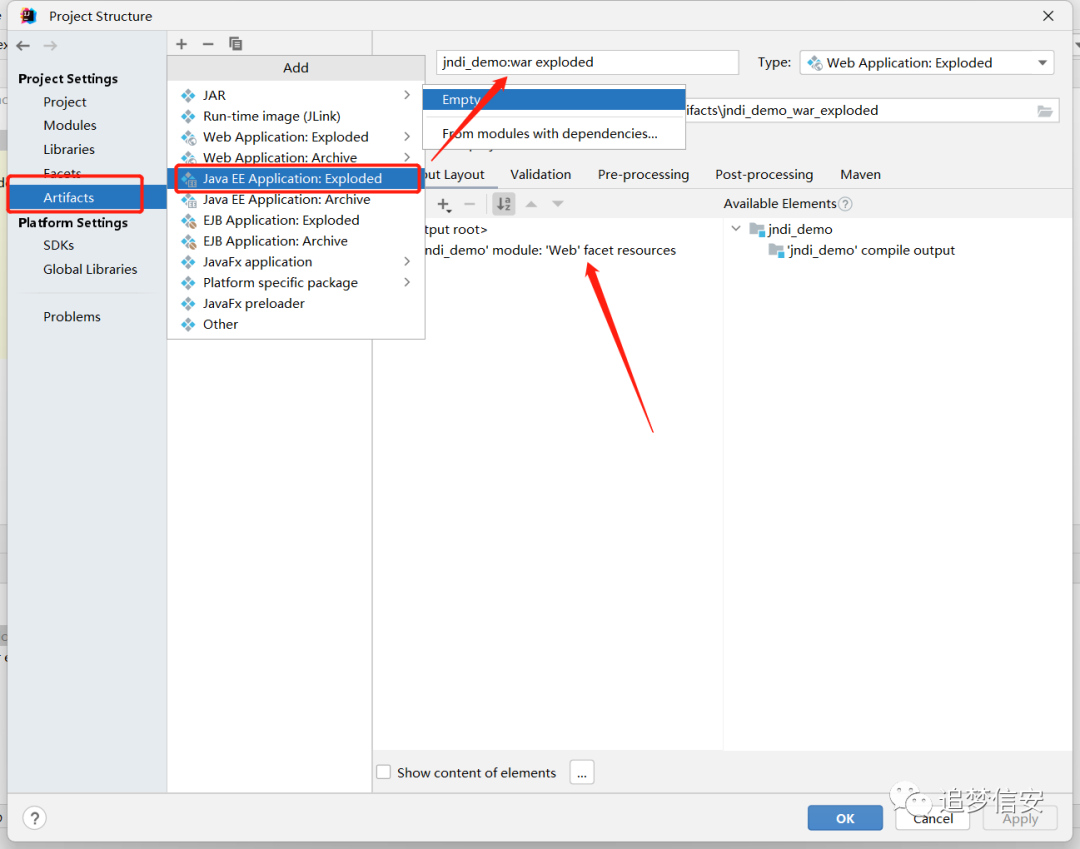 Project Structure
Add
jndi_demo:war exploded
Type:
Web Application: Exploded
Project Settings
Project
Modules
Libraries
Facets
Artifacts
Platform Settings
SDKs
Global Libraries
Problems
JAR
Run-time image (JLink)
Web Application: Exploded
Web Application: Archive
Java EE Application: Exploded
Java EE Application: Archive
EJB Application: Exploded
EJB Application: Archive
JavaFx application
Platform specific package
JavaFx preloader
Other
Empty
From modules with dependencies...
ifacts\jndi_demo_war_exploded
out Layout
Validation
Pre-processing
Post-processing
Maven
Available Elements
tput root>
ndi_demo' module: 'Web' facet resources
jndi_demo
'jndi_demo' compile output
Show content of elements
...
?
OK
Cancel
Apply
追梦信安